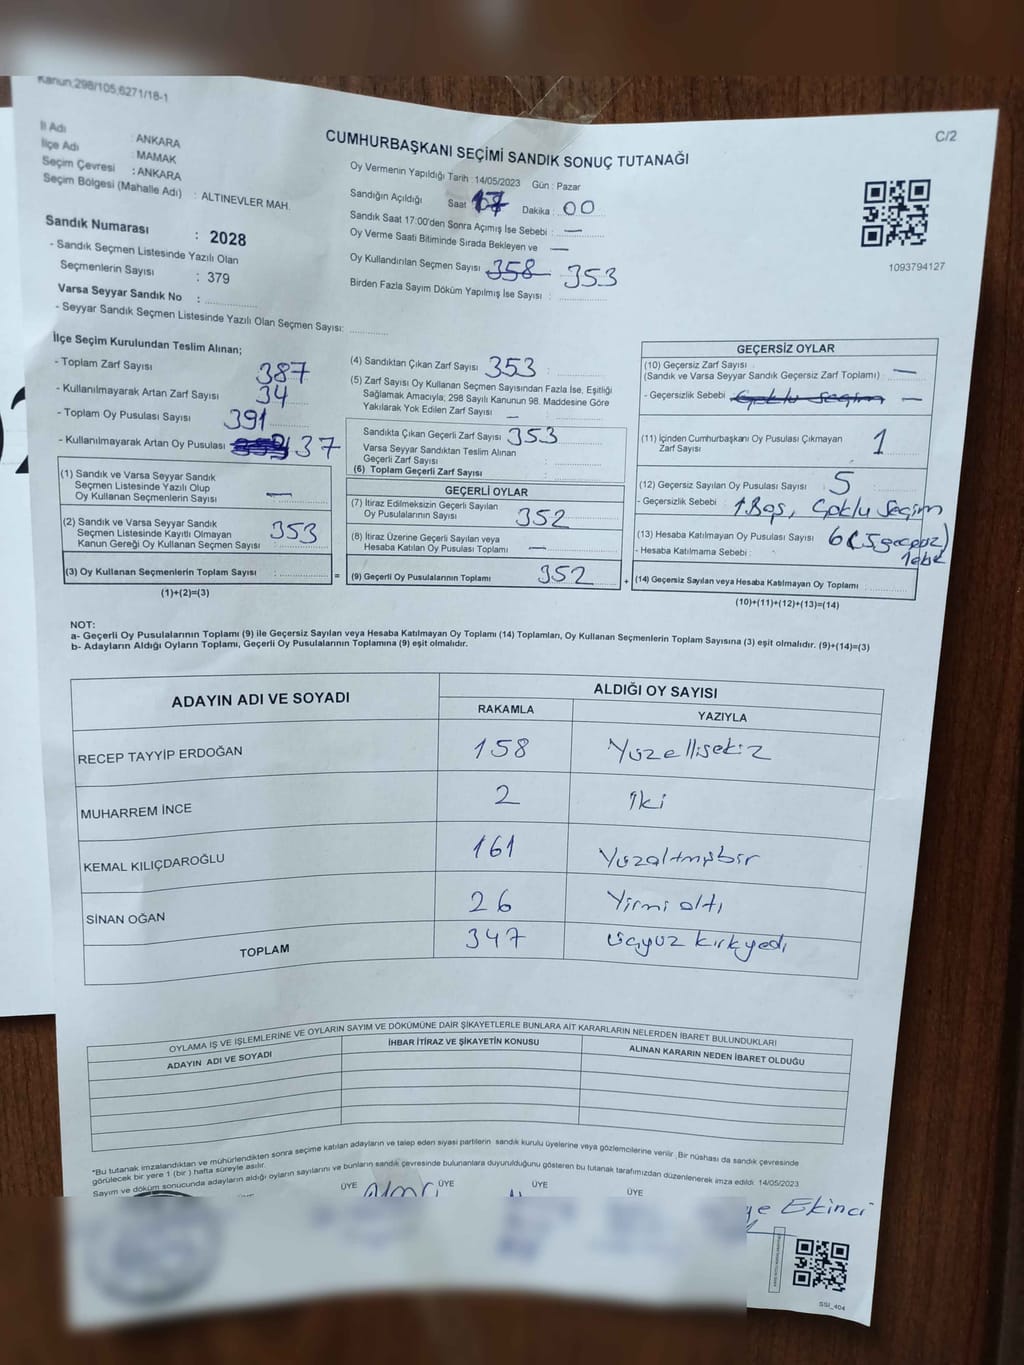 Kanun;298/105;6271/18-1
C/2
İl Adı : ANKARA
İlçe Adı : MAMAK
Seçim Çevresi : ANKARA
Seçim Bölgesi (Mahalle Adı) : ALTINEVLER MAH.
Sandık Numarası : 2028
- Sandık Seçmen Listesinde Yazılı Olan
Seçmenlerin Sayısı : 379
Varsa Seyyar Sandık No :
- Seyyar Sandık Seçmen Listesinde Yazılı Olan Seçmen Sayısı:
CUMHURBAŞKANI SEÇİMİ SANDIK SONUÇ TUTANAĞI
Oy Vermenin Yapıldığı Tarih : 14/05/2023 Gün : Pazar
Sandığın Açıldığı Saat 17 Dakika : 00
Sandık Saat 17:00'den Sonra Açımış İse Sebebi : —
Oy Verme Saati Bitiminde Sırada Bekleyen ve —
Oy Kullandırılan Seçmen Sayısı 358 353
Birden Fazla Sayım Döküm Yapılmış İse Sayısı :
1093794127
İlçe Seçim Kurulundan Teslim Alınan;
- Toplam Zarf Sayısı 387
- Kullanılmayarak Artan Zarf Sayısı 34
- Toplam Oy Pusulası Sayısı 391
- Kullanılmayarak Artan Oy Pusulası 37
(1) Sandık ve Varsa Seyyar Sandık
Seçmen Listesinde Yazılı Olup
Oy Kullanan Seçmenlerin Sayısı : —
(2) Sandık ve Varsa Seyyar Sandık
Seçmen Listesinde Kayıtlı Olmayan
Kanun Gereği Oy Kullanan Seçmen Sayısı : 353
(3) Oy Kullanan Seçmenlerin Toplam Sayısı :
(1)+(2)=(3)
=
(4) Sandıktan Çıkan Zarf Sayısı 353
(5) Zarf Sayısı Oy Kullanan Seçmen Sayısından Fazla İse, Eşitliği
Sağlamak Amacıyla; 298 Sayılı Kanunun 98. Maddesine Göre
Yakılarak Yok Edilen Zarf Sayısı —
Sandıkta Çıkan Geçerli Zarf Sayısı : 353
Varsa Seyyar Sandıktan Teslim Alınan
Geçerli Zarf Sayısı :
(6) Toplam Geçerli Zarf Sayısı :
GEÇERLİ OYLAR
(7) İtiraz Edilmeksizin Geçerli Sayılan
Oy Pusulalarının Sayısı : 352
(8) İtiraz Üzerine Geçerli Sayılan veya
Hesaba Katılan Oy Pusulası Toplamı : —
(9) Geçerli Oy Pusulalarının Toplamı : 352
+
GEÇERSİZ OYLAR
(10) Geçersiz Zarf Sayısı :
(Sandık ve Varsa Seyyar Sandık Geçersiz Zarf Toplamı) : —
- Geçersizlik Sebebi : Çoklu seçim —
(11) İçinden Cumhurbaşkanı Oy Pusulası Çıkmayan
Zarf Sayısı 1
(12) Geçersiz Sayılan Oy Pusulası Sayısı : 5
- Geçersizlik Sebebi : 1 Boş, Çoklu seçim
(13) Hesaba Katılmayan Oy Pusulası Sayısı 6
- Hesaba Katılmama Sebebi :
(14) Geçersiz Sayılan veya Hesaba Katılmayan Oy Toplamı :
(10)+(11)+(12)+(13)=(14)
NOT:
a- Geçerli Oy Pusulalarının Toplamı (9) ile Geçersiz Sayılan veya Hesaba Katılmayan Oy Toplamı (14) Toplamları, Oy Kullanan Seçmenlerin Toplam Sayısına (3) eşit olmalıdır. (9)+(14)=(3)
b- Adayların Aldığı Oyların Toplamı, Geçerli Oy Pusulalarının Toplamına (9) eşit olmalıdır.
ADAYIN ADI VE SOYADI
ALDIĞI OY SAYISI
RAKAMLA YAZIYLA
RECEP TAYYİP ERDOĞAN 158 Yüzellisekiz
MUHARREM İNCE 2 iki
KEMAL KILIÇDAROĞLU 161 Yüzaltmışbir
SİNAN OĞAN 26 Yirmi altı
TOPLAM 347 üçyüz kırkyedi
OYLAMA İŞ VE İŞLEMLERİNE VE OYLARIN SAYIM VE DÖKÜMÜNE DAİR ŞİKAYETLERLE BUNLARA AİT KARARLARIN NELERDEN İBARET BULUNDUKLARI
ADAYIN ADI VE SOYADI İHBAR İTİRAZ VE ŞİKAYETİN KONUSU ALINAN KARARIN NEDEN İBARET OLDUĞU
*Bu tutanak imzalandıktan ve mühürlendikten sonra seçime katılan adayların ve talep eden siyasi partilerin sandık kurulu üyelerine veya gözlemcilerine verilir. Bir nüshası da sandık çevresinde
görülecek bir yere 1 (bir) hafta süreyle asılır.
Sayım ve döküm sonucunda adayların aldığı oyların sayılarını ve bunların sandık çevresinde bulunanlara duyurulduğunu gösteren bu tutanak tarafımızdan düzenlenerek imza edildi. 14/05/2023
ÜYE ÜYE ÜYE ÜYE
Ekinci
SSI_404